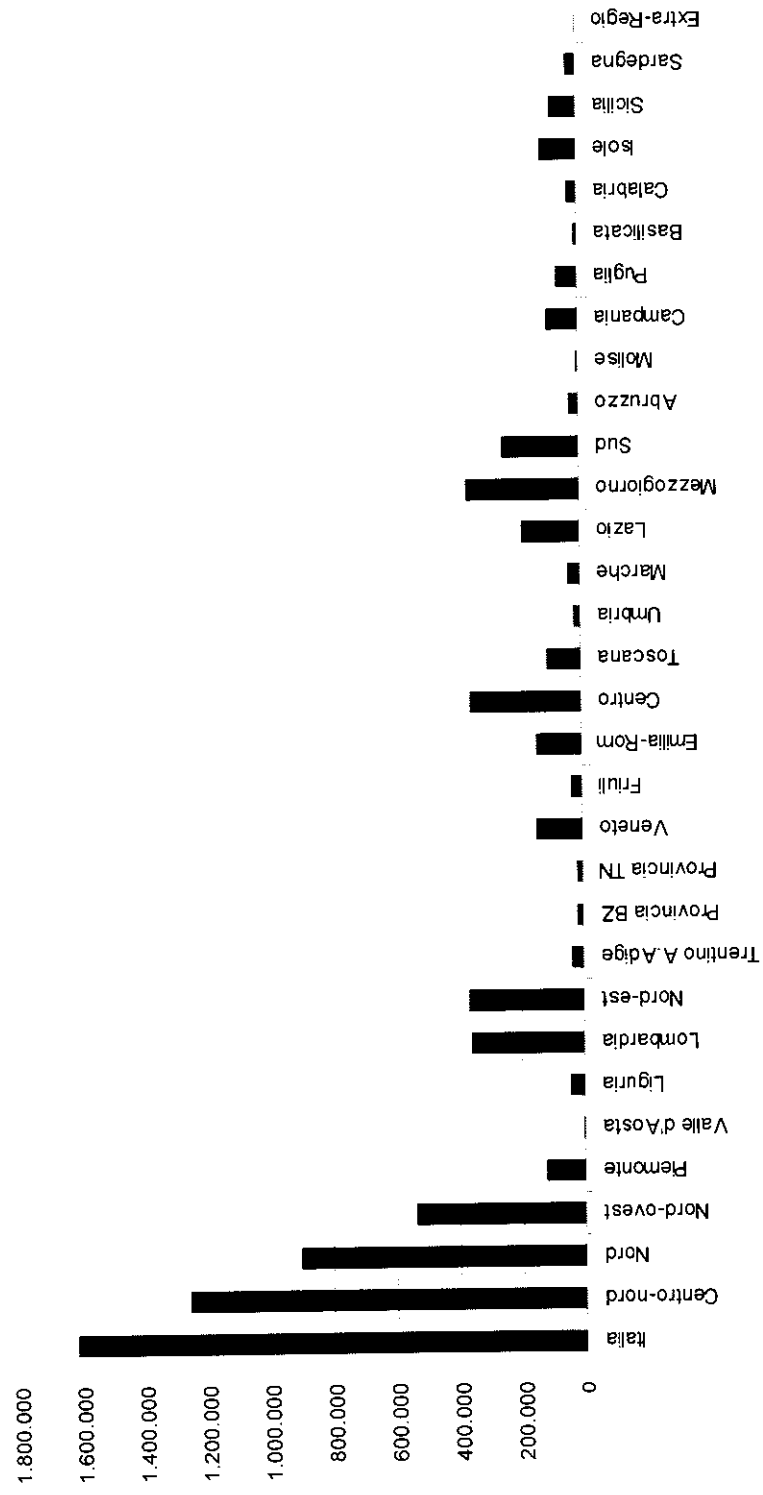 1.800.000
1.600.000
1.400.000
1.200.000
1.000.000
800.000
600.000
400.000
200.000
0
Italia
Centro-nord
Nord
Nord-ovest
Piemonte
Valle d'Aosta
Liguria
Lombardia
Nord-est
Trentino A.Adige
Provincia BZ
Provincia TN
Veneto
Friuli
Emilia-Rom
Centro
Toscana
Umbria
Marche
Lazio
Mezzogiorno
Sud
Abruzzo
Molise
Campania
Puglia
Basilicata
Calabria
Isole
Sicilia
Sardegna
Extra-Regio